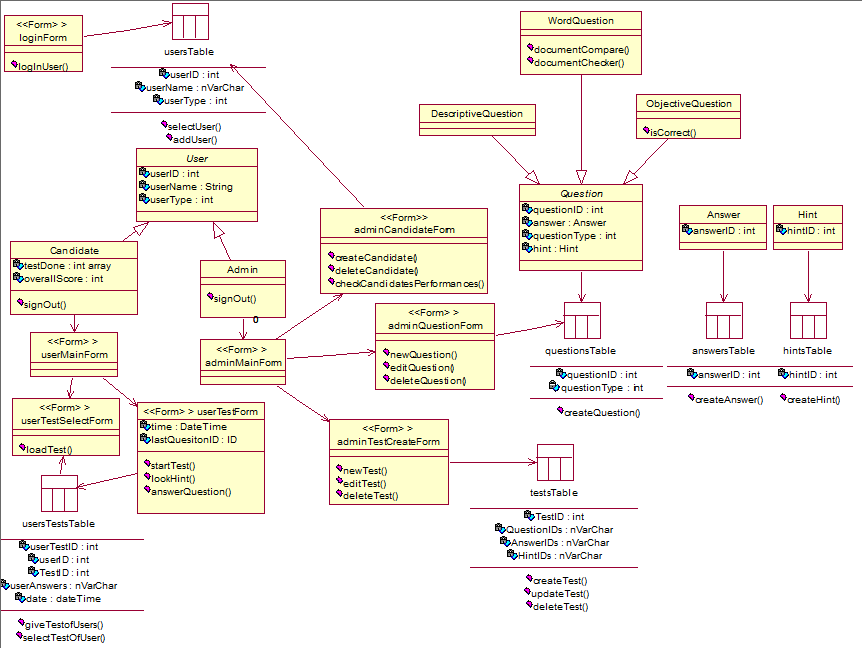 <<Form> >
loginForm
logInUser()
usersTable
userID : int
userName : nVarChar
userType : int
selectUser()
addUser()
WordQuestion
documentCompare()
documentChecker()
DescriptiveQuestion
ObjectiveQuestion
isCorrect()
User
userID : int
userName : String
userType : int
Question
questionID : int
answer : Answer
questionType : int
hint : Hint
Answer
answerID : int
Hint
hintID : int
<<Form>>
adminCandidateForm
createCandidate()
deleteCandidate()
checkCandidatesPerformances()
Candidate
testDone : int array
overallScore : int
signOut()
Admin
signOut()
0
<<Form> >
userMainForm
<<Form> >
adminMainForm
<<Form> >
adminQuestionForm
newQuestion()
editQuestion()
deleteQuestion()
questionsTable
questionID : int
questionType : int
createQuestion()
answersTable
answerID : int
createAnswer()
hintsTable
hintID : int
createHint()
<<Form> >
userTestSelectForm
loadTest()
<<Form> > userTestForm
time : DateTime
lastQuesitonID : ID
startTest()
lookHint()
answerQuestion()
<<Form> >
adminTestCreateForm
newTest()
editTest()
deleteTest()
testsTable
TestID : int
QuestionIDs : nVarChar
AnswerIDs : nVarChar
HintIDs : nVarChar
createTest()
updateTest()
deleteTest()
usersTestsTable
userTestID : int
userID : int
TestID : int
userAnswers : nVarChar
date : dateTime
giveTestofUsers()
selectTestOfUser()